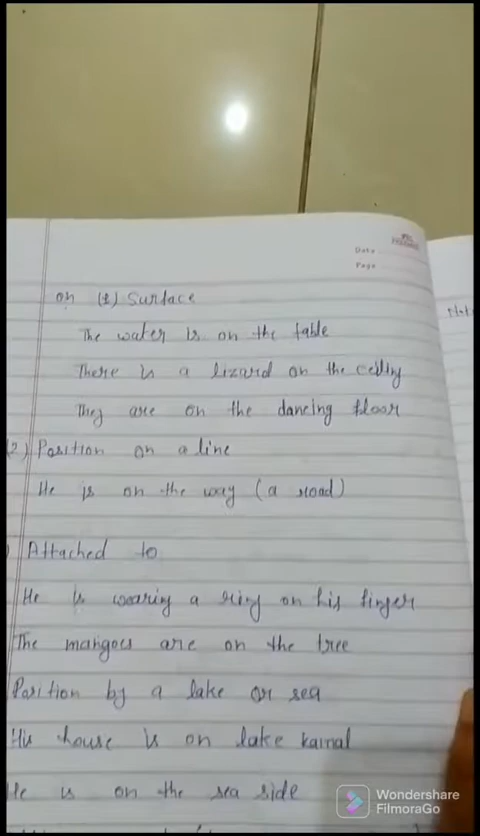 Date
Page
on (1) Surface
The water is on the table
There is a lizard on the ceiling
They are on the dancing floor
(2) Position on a line
He is on the way (a road)
) Attached to
He is wearing a ring on his finger
The mangoes are on the tree
Position by a lake or sea
His house is on lake kainal
He is on the sea side
Wondershare
FilmoraGo